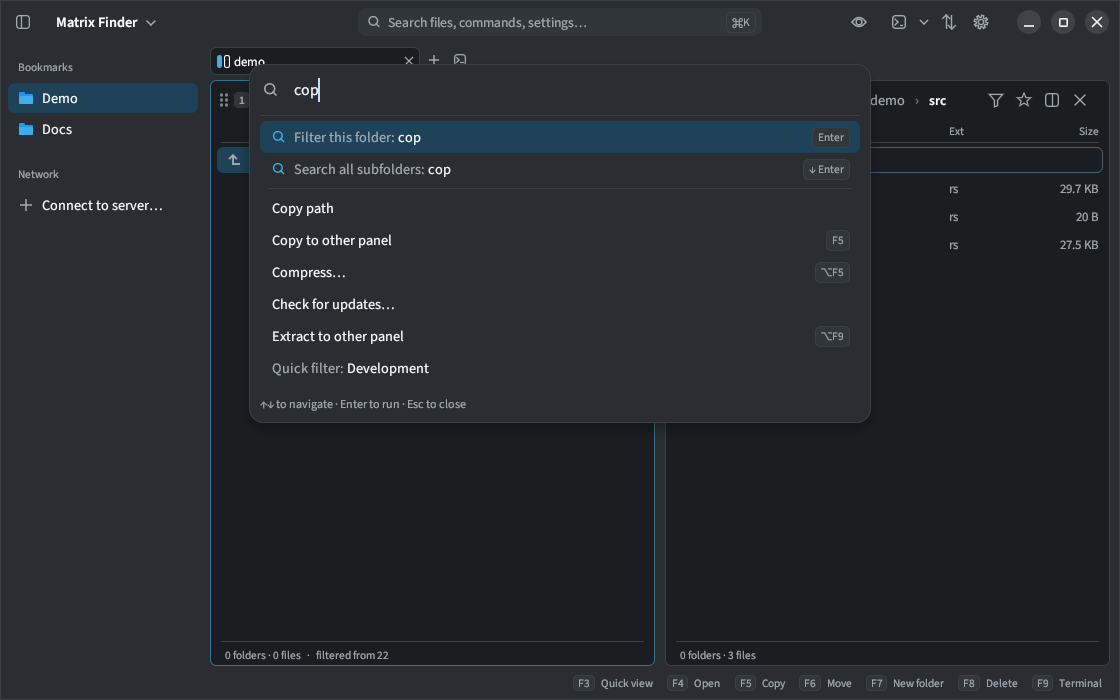 Matrix Finder
Search files, commands, settings… ⌘K
Bookmarks
Demo
Docs
Network
Connect to server…
demo
1
cop
Filter this folder: cop Enter
Search all subfolders: cop ↓ Enter
Copy path
Copy to other panel F5
Compress… ⌥F5
Check for updates…
Extract to other panel ⌥F9
Quick filter: Development
↑↓ to navigate · Enter to run · Esc to close
demo › src
Ext Size
rs 29.7 KB
rs 20 B
rs 27.5 KB
0 folders · 0 files · filtered from 22
0 folders · 3 files
F3 Quick view F4 Open F5 Copy F6 Move F7 New folder F8 Delete F9 Terminal